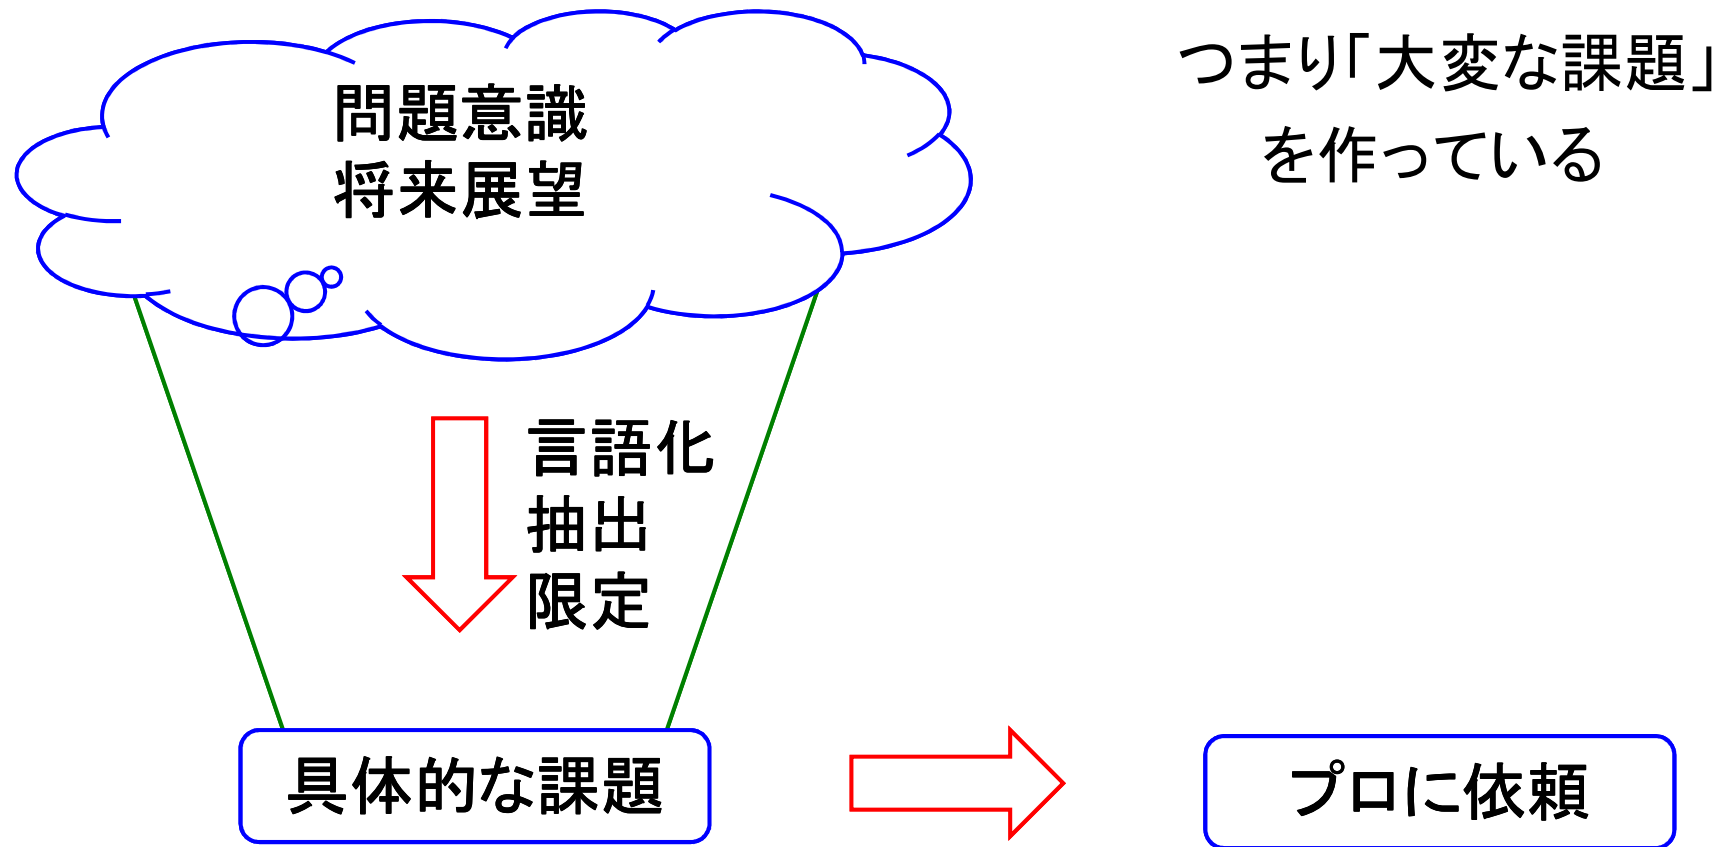 つまり「大変な課題」
を作っている
問題意識
将来展望
言語化
抽出
限定
具体的な課題
プロに依頼